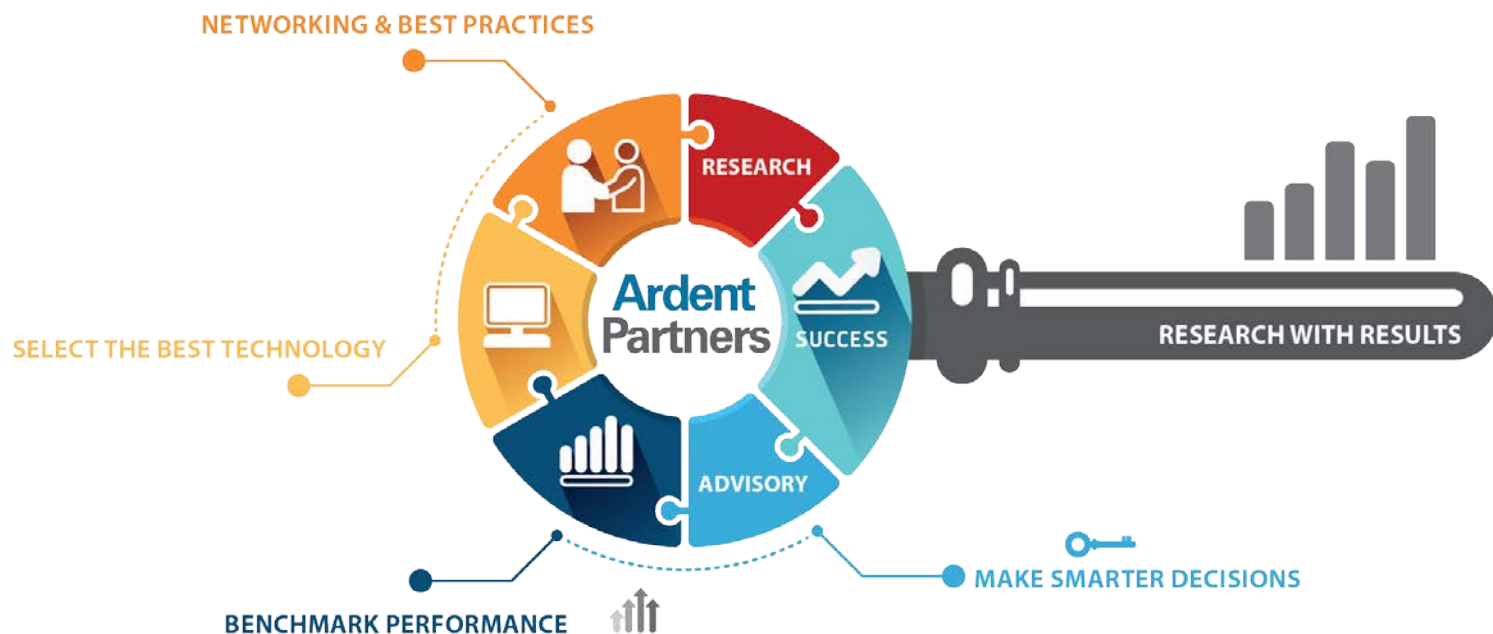 NETWORKING & BEST PRACTICES
RESEARCH
Ardent
Partners
SUCCESS
RESEARCH WITH RESULTS
SELECT THE BEST TECHNOLOGY
ADVISORY
MAKE SMARTER DECISIONS
BENCHMARK PERFORMANCE